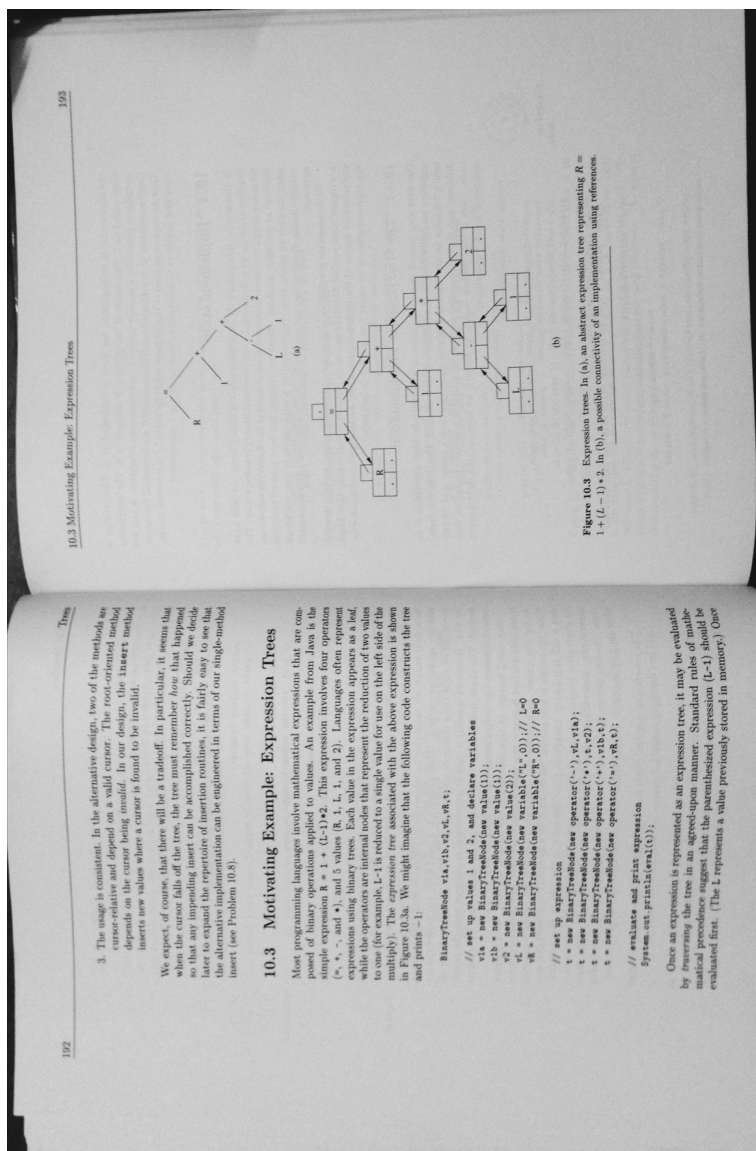 192
Trees
3. The usage is consistent. In the alternative design, two of the methods are
cursor-relative and depend on a valid cursor. The root-oriented method
depends on the cursor being invalid. In our design, the insert method
inserts new values where a cursor is found to be invalid.
We expect, of course, that there will be a tradeoff. In particular, it seems that
when the cursor falls off the tree, the tree must remember how that happened
so that any impending insert can be accomplished correctly. Should we decide
later to expand the repertoire of insertion routines, it is fairly easy to see that
the alternative implementation can be engineered in terms of our single-method
insert (see Problem 10.8).
10.3 Motivating Example: Expression Trees
Most programming languages involve mathematical expressions that are com-
posed of binary operations applied to values. An example from Java is the
simple expression R = 1 + (L-1)*2. This expression involves four operators
(=, +, -, and *), and 5 values (R, 1, L, 1, and 2). Languages often represent
expressions using binary trees. Each value in the expression appears as a leaf,
while the operators are internal nodes that represent the reduction of two values
to one (for example, L-1 is reduced to a single value for use on the left side of the
multiply). The expression tree associated with the above expression is shown
in Figure 10.3a. We might imagine that the following code constructs the tree
and prints −1:
BinaryTreeNode v1a,v1b,v2,vL,vR,t;
// set up values 1 and 2, and declare variables
v1a = new BinaryTreeNode(new value(1));
v1b = new BinaryTreeNode(new value(1));
v2 = new BinaryTreeNode(new value(2));
vL = new BinaryTreeNode(new variable("L",0));// L=0
vR = new BinaryTreeNode(new variable("R",0));// R=0
// set up expression
t = new BinaryTreeNode(new operator('-'),vL,v1a);
t = new BinaryTreeNode(new operator('*'),t,v2);
t = new BinaryTreeNode(new operator('+'),v1b,t);
t = new BinaryTreeNode(new operator('='),vR,t);
// evaluate and print expression
System.out.println(eval(t));
Once an expression is represented as an expression tree, it may be evaluated
by traversing the tree in an agreed-upon manner. Standard rules of mathe-
matical precedence suggest that the parenthesized expression (L-1) should be
evaluated first. (The L represents a value previously stored in memory.) Once
10.3 Motivating Example: Expression Trees
193
=
R
+
1
*
-
2
L
1
(a)
=
R
+
1
*
-
2
L
1
(b)
Figure 10.3 Expression trees. In (a), an abstract expression tree representing R =
1 + (L − 1) * 2. In (b), a possible connectivity of an implementation using references.